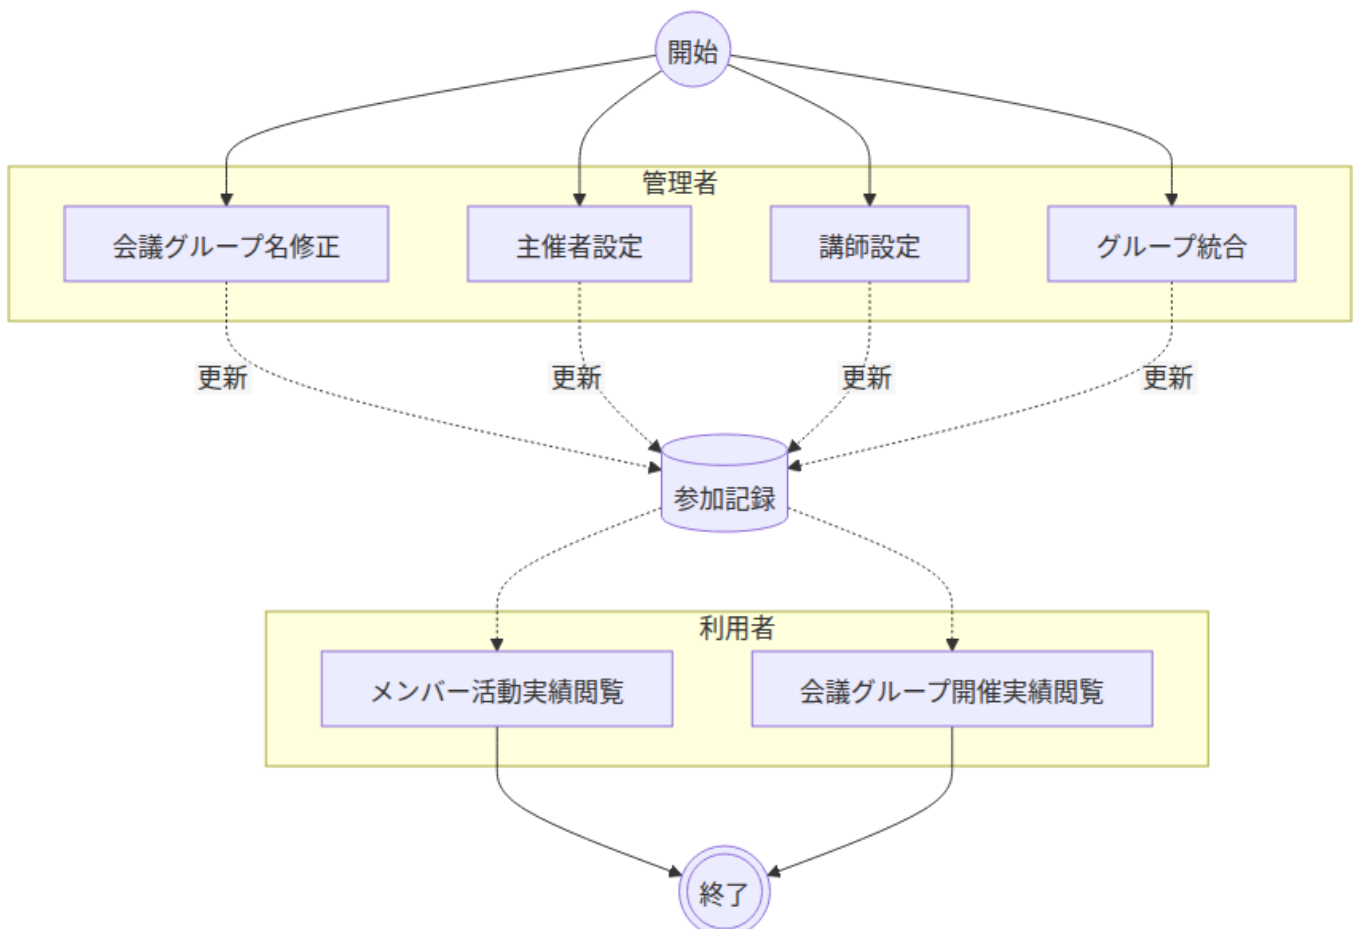 開始
管理者
会議グループ名修正
主催者設定
講師設定
グループ統合
更新
更新
更新
更新
参加記録
利用者
メンバー活動実績閲覧
会議グループ開催実績閲覧
終了